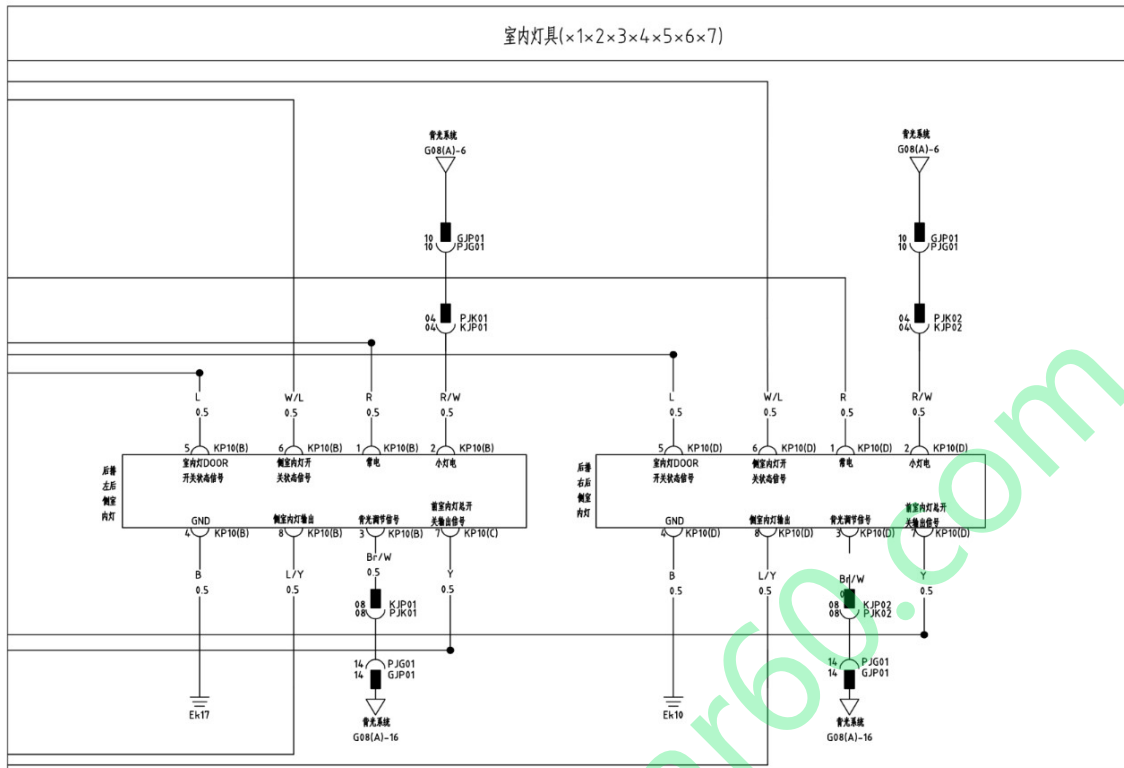 室内灯具(×1×2×3×4×5×6×7)
背光系统
G08(A)-6
背光系统
G08(A)-6
10 GJP01
10 PJG01
10 GJP01
10 PJG01
04 PJK01
04 KJP01
04 PJK02
04 KJP02
L
0.5
W/L
0.5
R
0.5
R/W
0.5
L
0.5
W/L
0.5
R
0.5
R/W
0.5
5 KP10(B)
6 KP10(B)
1 KP10(B)
2 KP10(B)
5 KP10(D)
6 KP10(D)
1 KP10(D)
2 KP10(D)
后排
左后
侧室
内灯
室内灯DOOR
开关状态信号
侧室内灯开
关状态信号
常电
小灯电
GND
侧室内灯输出
背光调节信号
前室内灯总开
关输出信号
后排
右后
侧室
内灯
室内灯DOOR
开关状态信号
侧室内灯开
关状态信号
常电
小灯电
GND
侧室内灯输出
背光调节信号
前室内灯总开
关输出信号
4 KP10(B)
8 KP10(B)
3 KP10(B)
7 KP10(C)
4 KP10(D)
8 KP10(D)
3 KP10(D)
7 KP10(D)
B
0.5
L/Y
0.5
Br/W
0.5
Y
0.5
B
0.5
L/Y
0.5
Br/W
Y
0.5
08 KJP01
08 PJK01
08 KJP02
08 PJK02
14 PJG01
14 GJP01
14 PJG01
14 GJP01
Ek17
背光系统
G08(A)-16
Ek10
背光系统
G08(A)-16